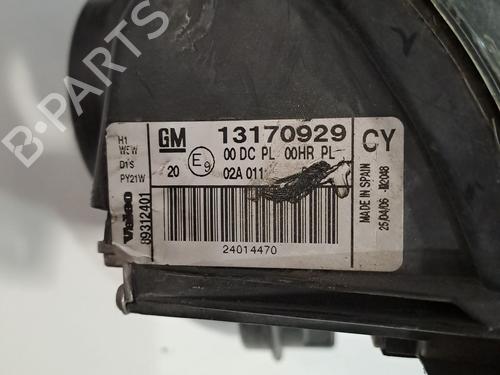 B-PARTS
GM 13170929 CY
H1
W5W
D1S
PY21W
00 DC PL 00HR PL
20 E9 02A 011
Valeo
89312401
24014470
MADE IN SPAIN
25/04/06